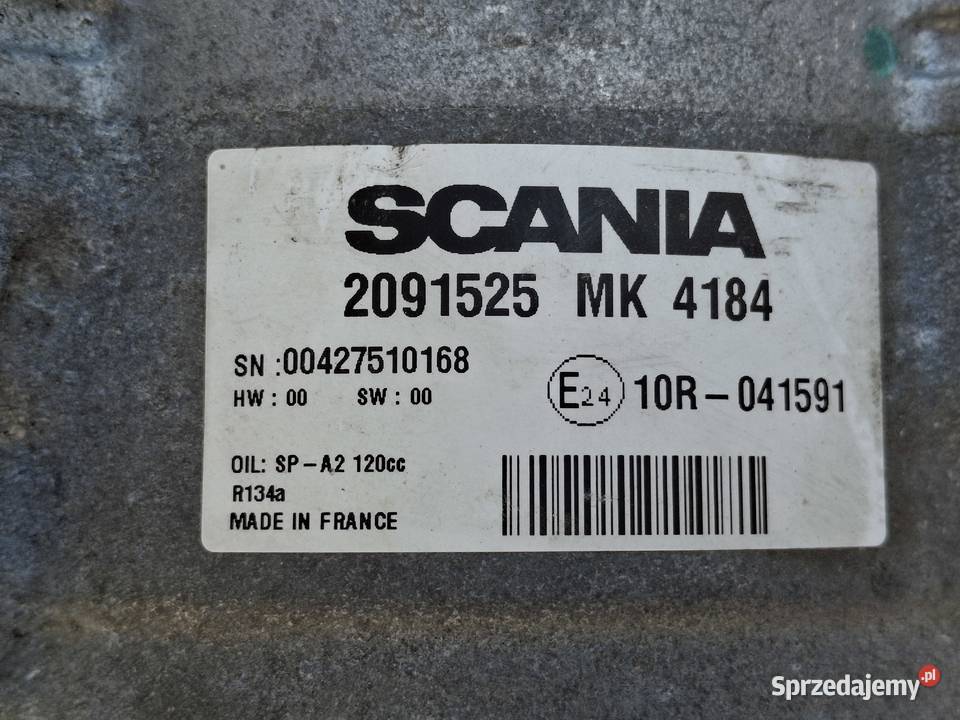 SCANIA
2091525 MK 4184
SN :00427510168
HW : 00 SW : 00
E24 10R-041591
OIL: SP-A2 120cc
R134a
MADE IN FRANCE
Sprzedajemy.pl